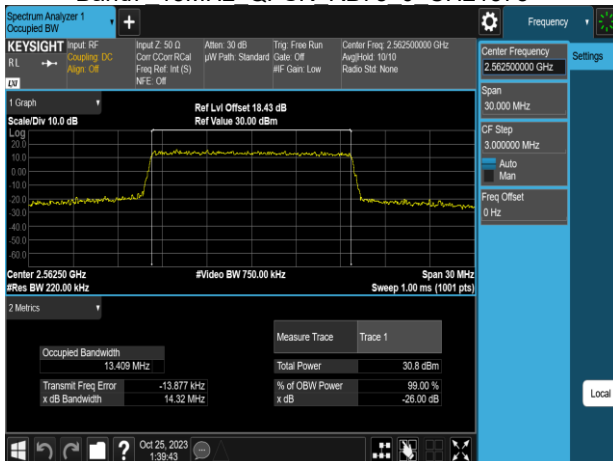 Spectrum Analyzer 1
Occupied BW
+
Frequency
KEYSIGHT
Input: RF
Input Z: 50 Ω
Atten: 30 dB
Trig: Free Run
Center Freq: 2.562500000 GHz
RL
Coupling: DC
Corr CCorr RCal
µW Path: Standard
Gate: Off
Avg|Hold: 10/10
Align: Off
Freq Ref: Int (S)
#IF Gain: Low
Radio Std: None
LXI
NFE: Off
Center Frequency
2.562500000 GHz
Settings
Span
30.000 MHz
CF Step
3.000000 MHz
Auto
Man
Freq Offset
0 Hz
Local
1 Graph
Ref Lvl Offset 18.43 dB
Scale/Div 10.0 dB
Ref Value 30.00 dBm
Log
20.0
10.0
0.00
-10.0
-20.0
-30.0
-40.0
-50.0
-60.0
Center 2.56250 GHz
#Video BW 750.00 kHz
Span 30 MHz
#Res BW 220.00 kHz
Sweep 1.00 ms (1001 pts)
2 Metrics
Measure Trace
Trace 1
Occupied Bandwidth
13.409 MHz
Total Power
30.8 dBm
Transmit Freq Error
-13.877 kHz
% of OBW Power
99.00 %
x dB Bandwidth
14.32 MHz
x dB
-26.00 dB
?
Oct 25, 2023
1:39:43